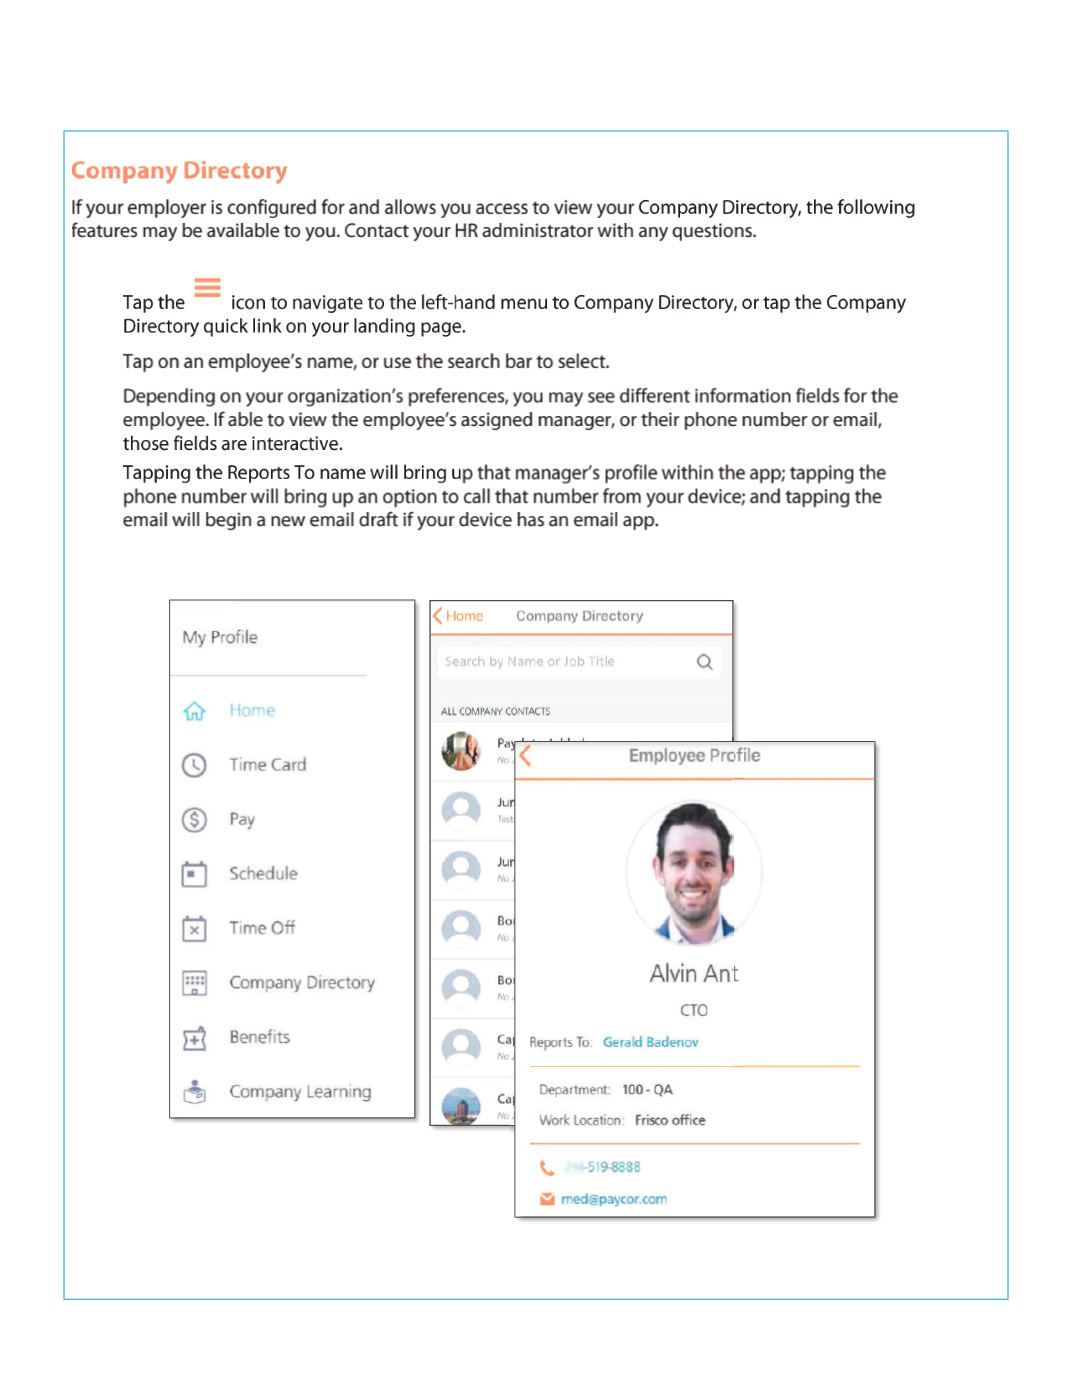 Company Directory
If your employer is configured for and allows you access to view your Company Directory, the following
features may be available to you. Contact your HR administrator with any questions.
Tap the icon to navigate to the left-hand menu to Company Directory, or tap the Company
Directory quick link on your landing page.
Tap on an employee's name, or use the search bar to select.
Depending on your organization's preferences, you may see different information fields for the
employee. If able to view the employee's assigned manager, or their phone number or email,
those fields are interactive.
Tapping the Reports To name will bring up that manager's profile within the app; tapping the
phone number will bring up an option to call that number from your device; and tapping the
email will begin a new email draft if your device has an email app.
My Profile
Home
Time Card
Pay
Schedule
Time Off
Company Directory
Benefits
Company Learning
Home Company Directory
Search by Name or Job Title
ALL COMPANY CONTACTS
No
Jun
Test
Jun
No
No
No
No
No
Employee Profile
Alvin Ant
CTO
Reports To: Gerald Badenov
Department: 100 - QA
Work Location: Frisco office
-519-8888
med@paycor.com